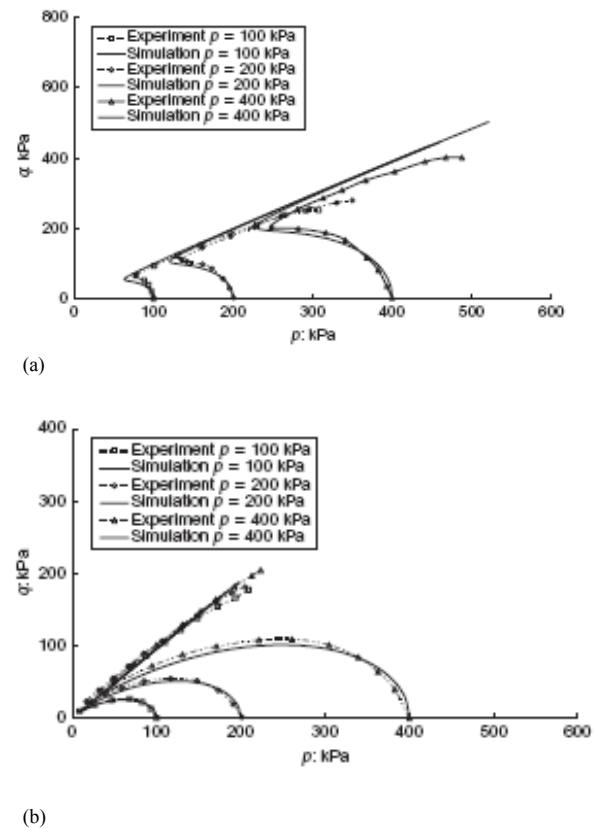 800
600
400
200
0
q: kPa
Experiment p = 100 kPa
Simulation p = 100 kPa
Experiment p = 200 kPa
Simulation p = 200 kPa
Experiment p = 400 kPa
Simulation p = 400 kPa
0 100 200 300 400 500 600
p: kPa
(a)
400
300
200
100
0
q: kPa
Experiment p = 100 kPa
Simulation p = 100 kPa
Experiment p = 200 kPa
Simulation p = 200 kPa
Experiment p = 400 kPa
Simulation p = 400 kPa
0 100 200 300 400 500 600
p: kPa
(b)